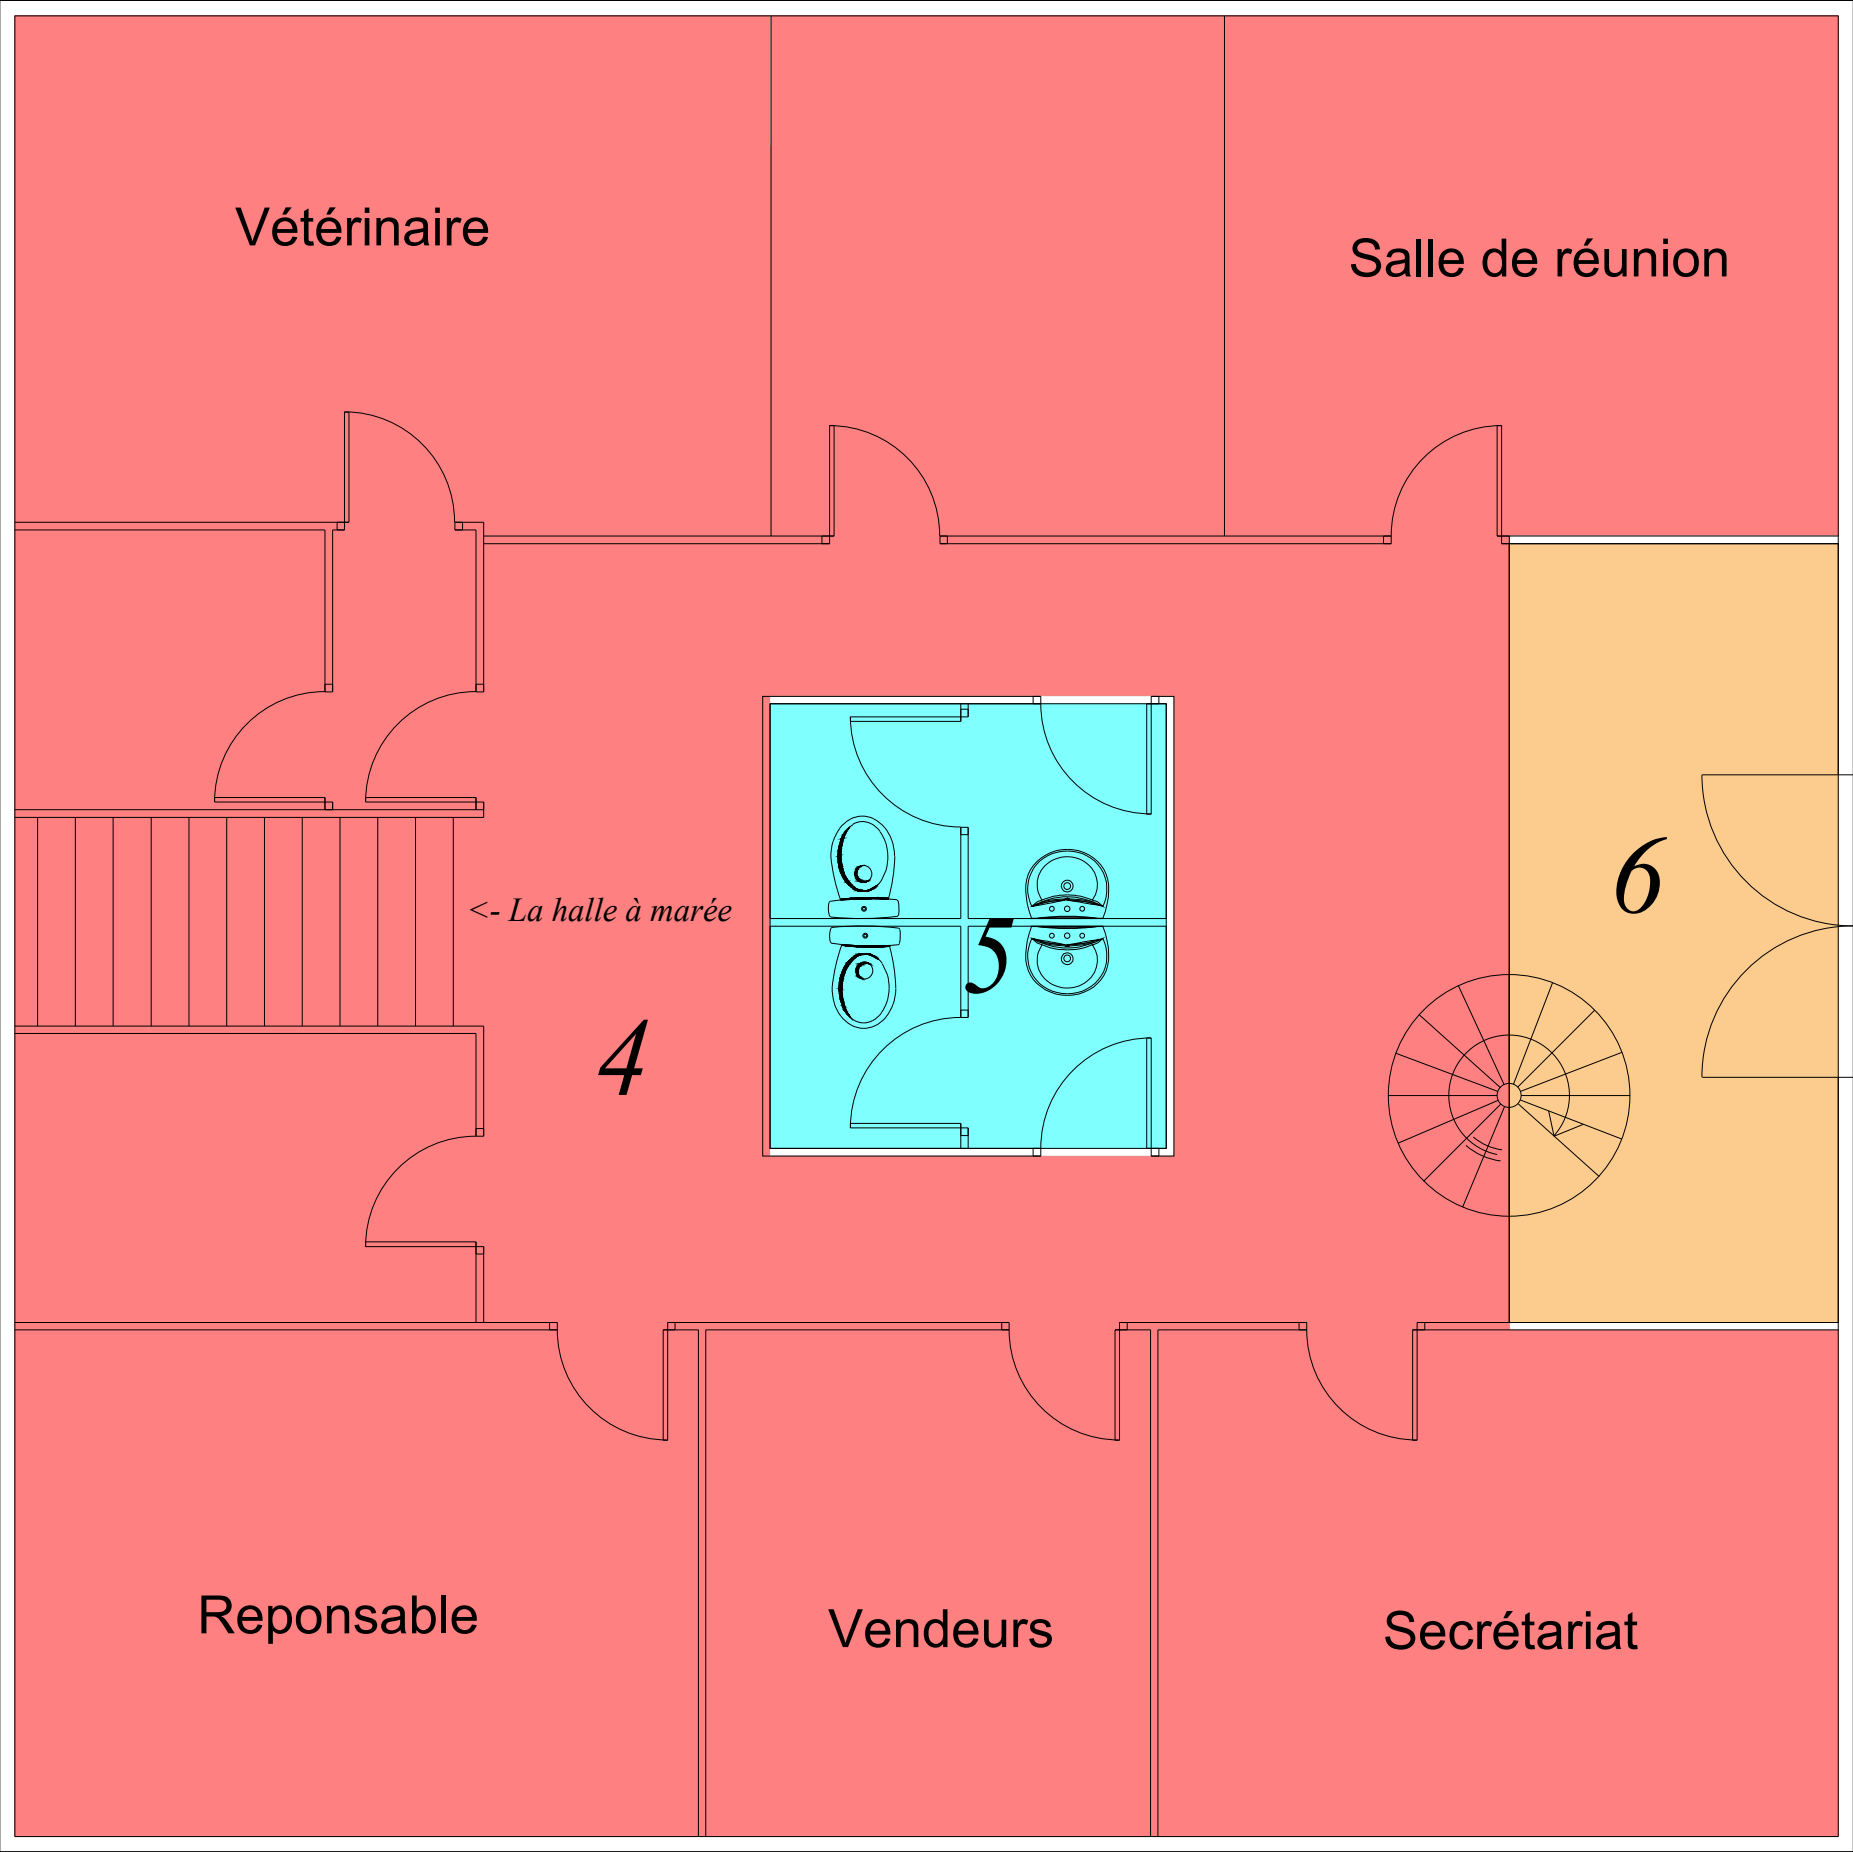 Vétérinaire
Salle de réunion
6
<- La halle à marée
5
4
Reponsable
Vendeurs
Secrétariat